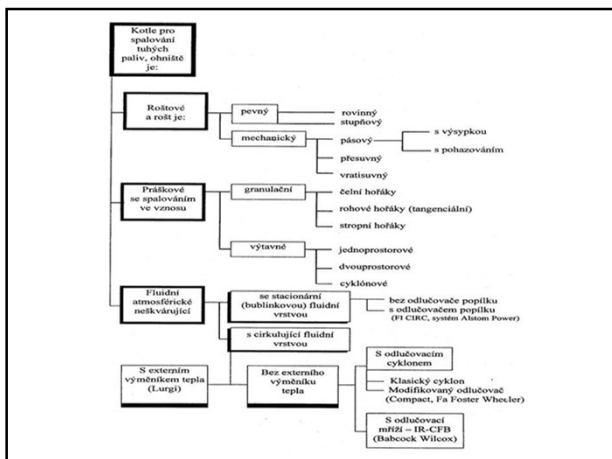 Kotle pro
spalování
tuhých
paliv, ohniště
je:
Roštové
a rošt je:
pevný
rovinný
stupňový
mechanický
pásový
s výsypkou
s pohazováním
přesuvný
vratisuvný
Práškové
se spalováním
ve vznosu
granulační
čelní hořáky
rohové hořáky (tangenciální)
stropní hořáky
výtavné
jednoprostorové
dvouprostorové
cyklónové
Fluidní
atmosférické
neškvárující
se stacionární
(bublinkovou) fluidní
vrstvou
bez odlučovače popílku
s odlučovačem popílku
(FI CIRC, systém Alstom Power)
s cirkulující fluidní
vrstvou
S externím
výměníkem tepla
(Lurgi)
Bez externího
výměníku
tepla
S odlučovacím
cyklonem
Klasický cyklon
Modifikovaný odlučovač
(Compact, Fa Foster Wheeler)
S odlučovací
mříží – IR-CFB
(Babcock Wilcox)